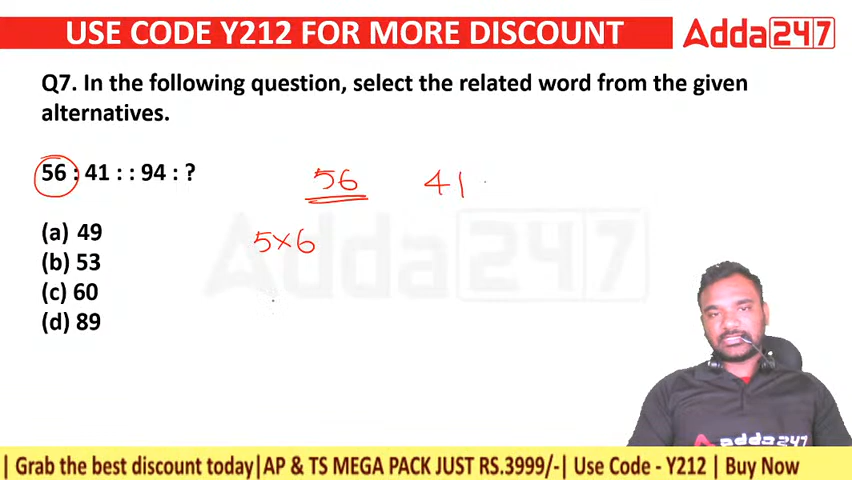 USE CODE Y212 FOR MORE DISCOUNT
Adda247
Q7. In the following question, select the related word from the given
alternatives.
56 : 41 : : 94 : ?
56 41
(a) 49
5×6
(b) 53
(c) 60
(d) 89
Adda247
adda247
| Grab the best discount today|AP & TS MEGA PACK JUST RS.3999/-| Use Code - Y212 | Buy Now